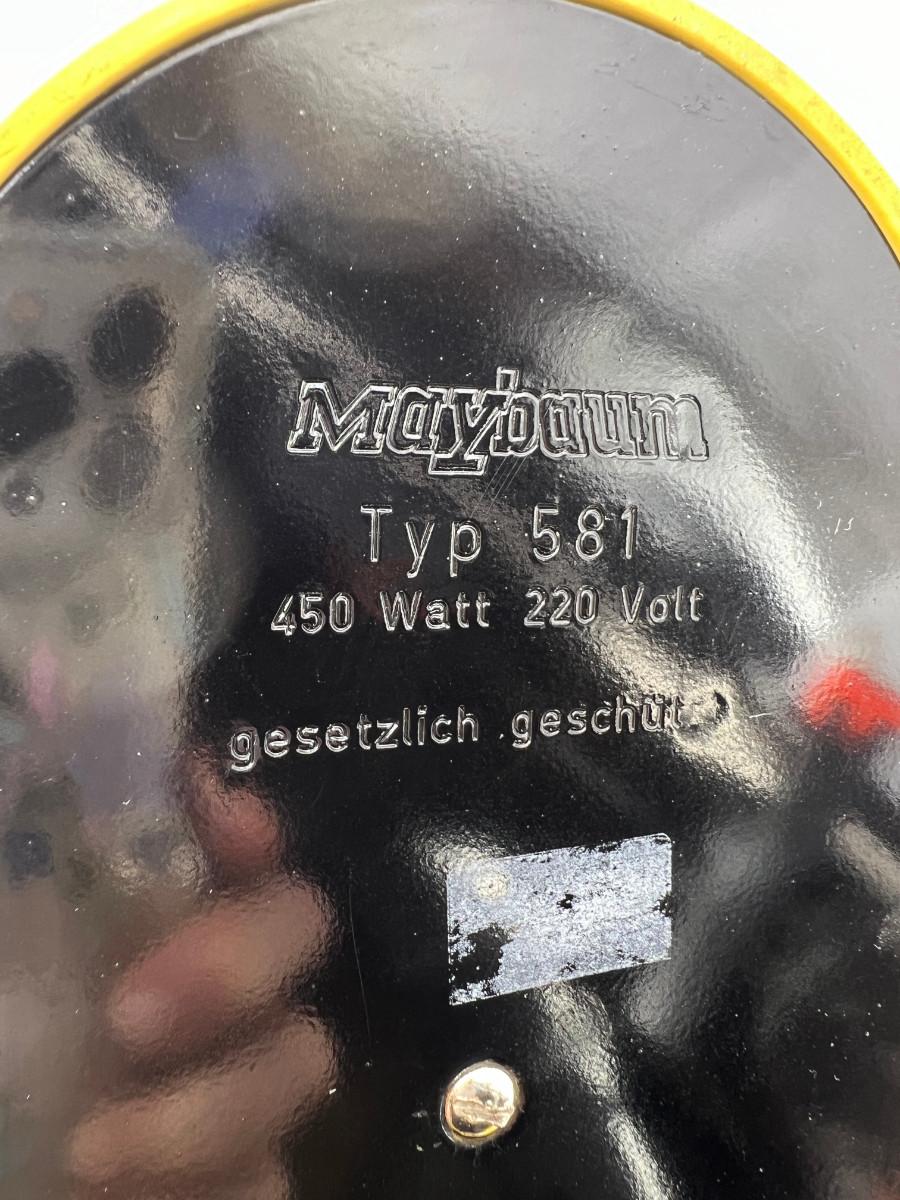 Maybaum
Typ 581
450 Watt 220 Volt
gesetzlich geschüt